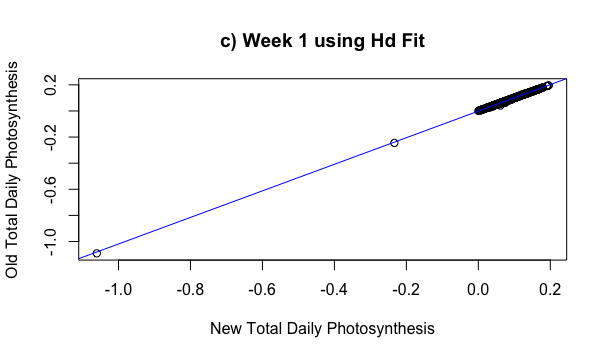 c) Week 1 using Hd Fit
Old Total Daily Photosynthesis
0.2
-0.2
-0.6
-1.0
-1.0 -0.8 -0.6 -0.4 -0.2 0.0 0.2
New Total Daily Photosynthesis